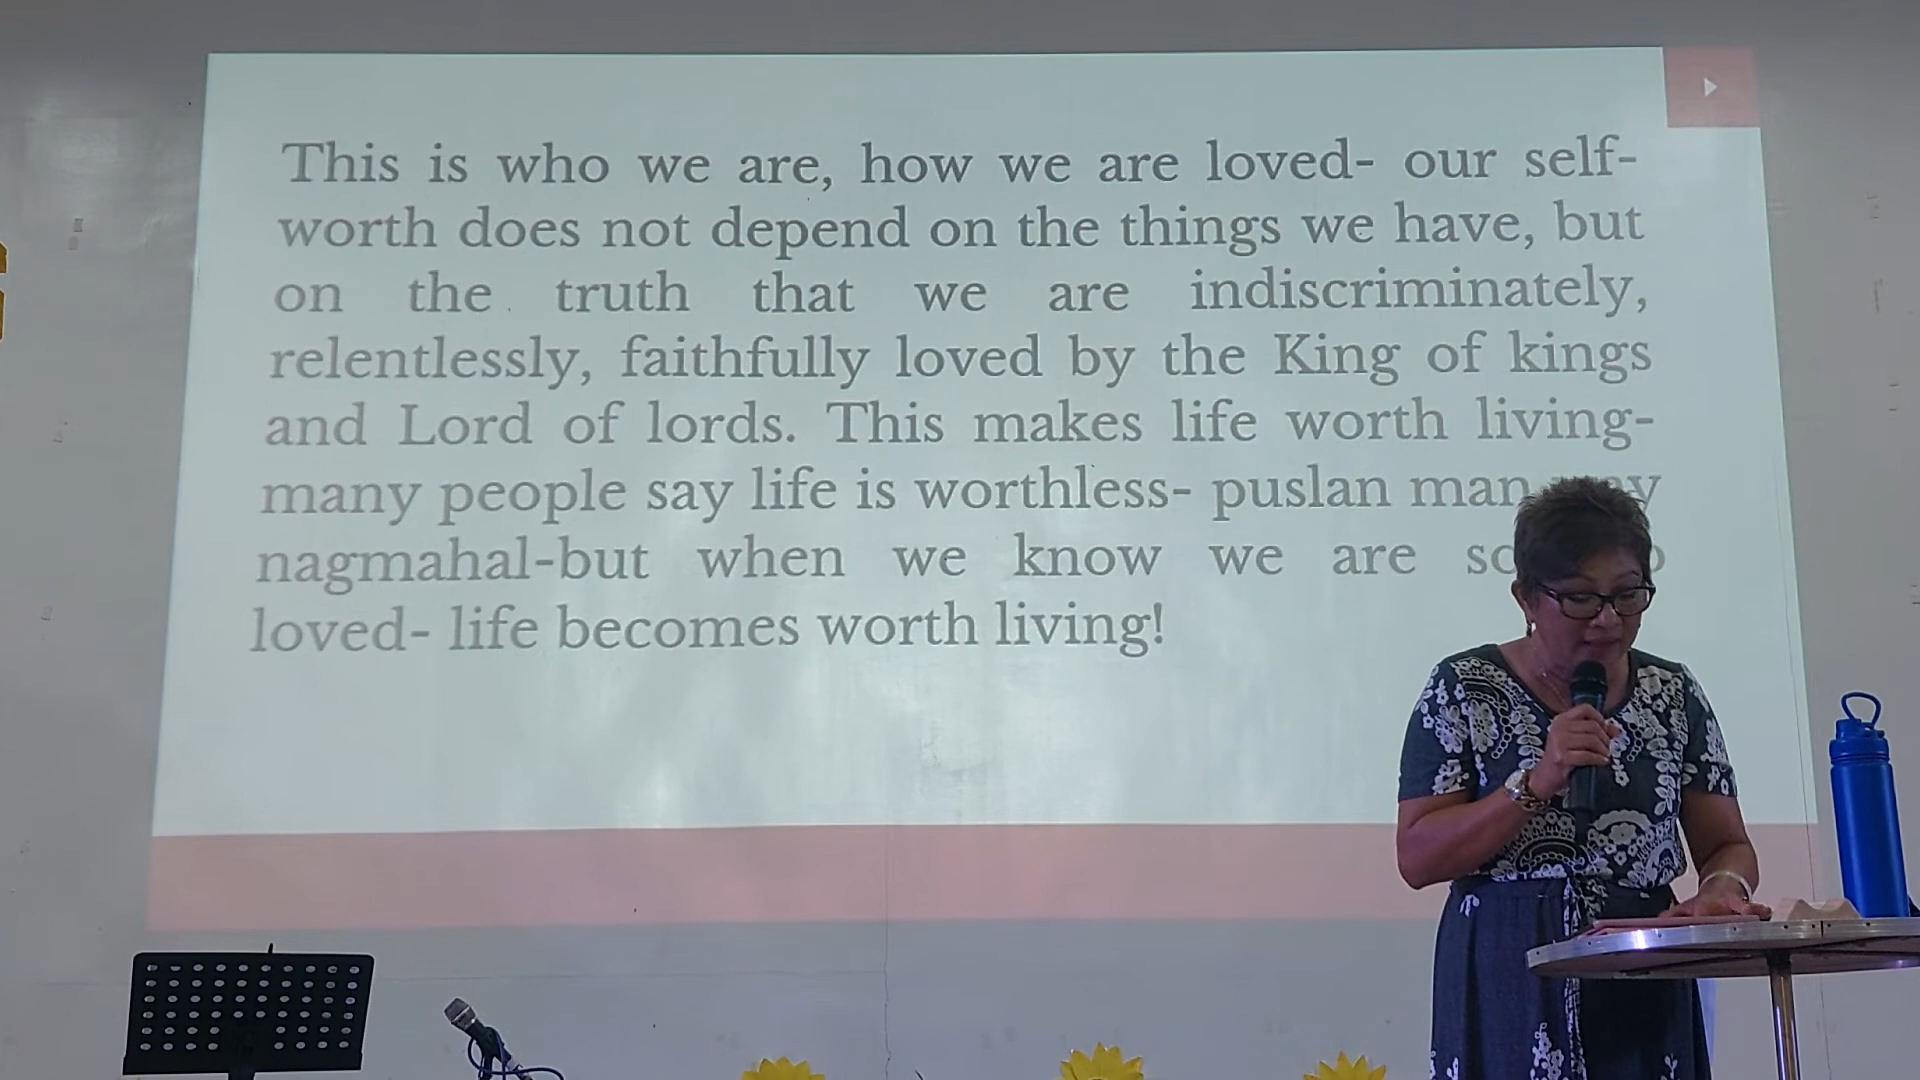 This is who we are, how we are loved- our self-
worth does not depend on the things we have, but
on the truth that we are indiscriminately,
relentlessly, faithfully loved by the King of kings
and Lord of lords. This makes life worth living-
many people say life is worthless- puslan man
nagmahal-but when we know we are
loved- life becomes worth living!